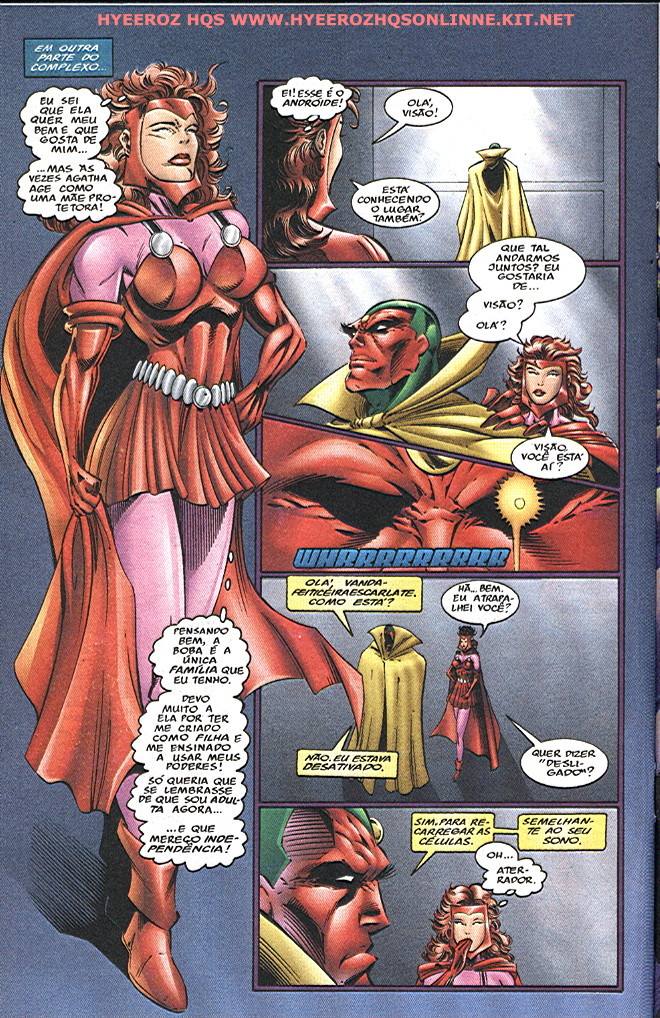 HYEEROZ HQS WWW.HYEEROZHQSONLINNE.KIT.NET
EM OUTRA
PARTE DO
COMPLEXO...
EU SEI
QUE ELA
QUER MEU
BEM E QUE
GOSTA DE
MIM...
...MAS ÀS
VEZES AGATHA
AGE COMO
UMA MÃE PRO-
TETORA!
PENSANDO
BEM, A
BOBA É A
ÚNICA
FAMÍLIA QUE
EU TENHO.
DEVO
MUITO A
ELA POR TER
ME CRIADO
COMO FILHA E
ME ENSINADO
A USAR MEUS
PODERES!
SÓ QUERIA QUE
SE LEMBRASSE
DE QUE SOU ADUL-
TA AGORA...
...E QUE
MEREÇO INDE-
PENDÊNCIA!
EI! ESSE É O
ANDRÓIDE!
OLÁ,
VISÃO!
ESTÁ
CONHECENDO
O LUGAR
TAMBÉM?
QUE TAL
ANDARMOS
JUNTOS? EU
GOSTARIA
DE...
VISÃO?
OLÁ?
VISÃO,
VOCÊ ESTÁ
AÍ?
WHRRRRRRRRR
OLÁ, VANDA-
FEITICEIRAESCARLATE.
COMO ESTÁ?
HÃ... BEM.
EU ATRAPA-
LHEI VOCÊ?
NÃO. EU ESTAVA
DESATIVADO.
QUER DIZER
"DESLI-
GADO"?
SIM. PARA RE-
CARREGAR AS
CÉLULAS.
SEMELHAN-
TE AO SEU
SONO.
OH...
ATER-
RADOR.